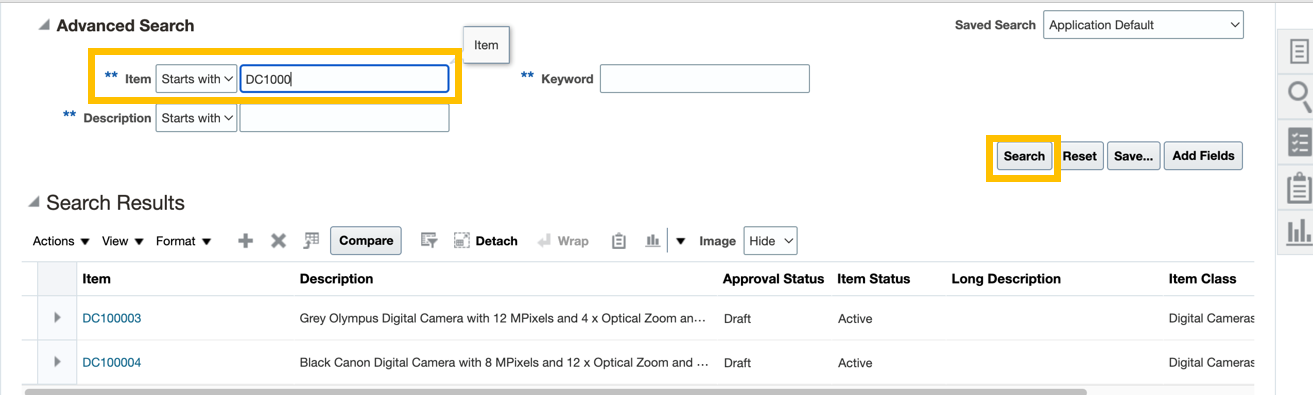 Advanced Search
Saved Search Application Default
Item
** Item Starts with DC1000 ** Keyword
** Description Starts with
Search Reset Save... Add Fields
Search Results
Actions View Format Compare Detach Wrap Image Hide
Item Description Approval Status Item Status Long Description Item Class
DC100003 Grey Olympus Digital Camera with 12 MPixels and 4 x Optical Zoom an... Draft Active Digital Cameras
DC100004 Black Canon Digital Camera with 8 MPixels and 12 x Optical Zoom and ... Draft Active Digital Cameras